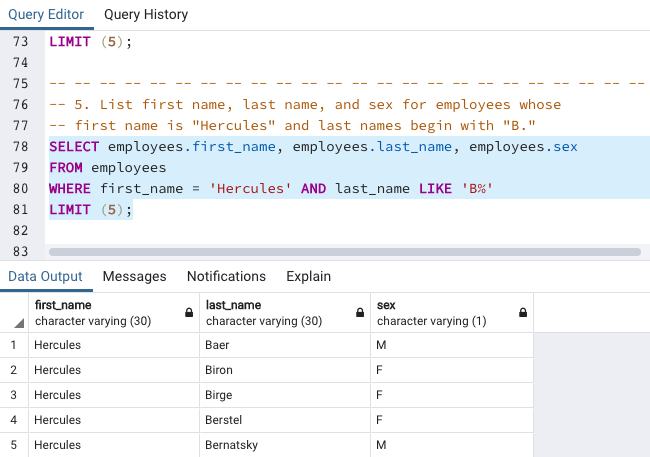 Query Editor Query History
73 LIMIT (5);
74
75 -- -- -- -- -- -- -- -- -- -- -- -- -- -- -- -- -- -- -- -- -- -- -- --
76 -- 5. List first name, last name, and sex for employees whose
77 -- first name is "Hercules" and last names begin with "B."
78 SELECT employees.first_name, employees.last_name, employees.sex
79 FROM employees
80 WHERE first_name = 'Hercules' AND last_name LIKE 'B%'
81 LIMIT (5);
82
83
Data Output Messages Notifications Explain
first_name last_name sex
character varying (30) character varying (30) character varying (1)
1 Hercules Baer M
2 Hercules Biron F
3 Hercules Birge F
4 Hercules Berstel F
5 Hercules Bernatsky M